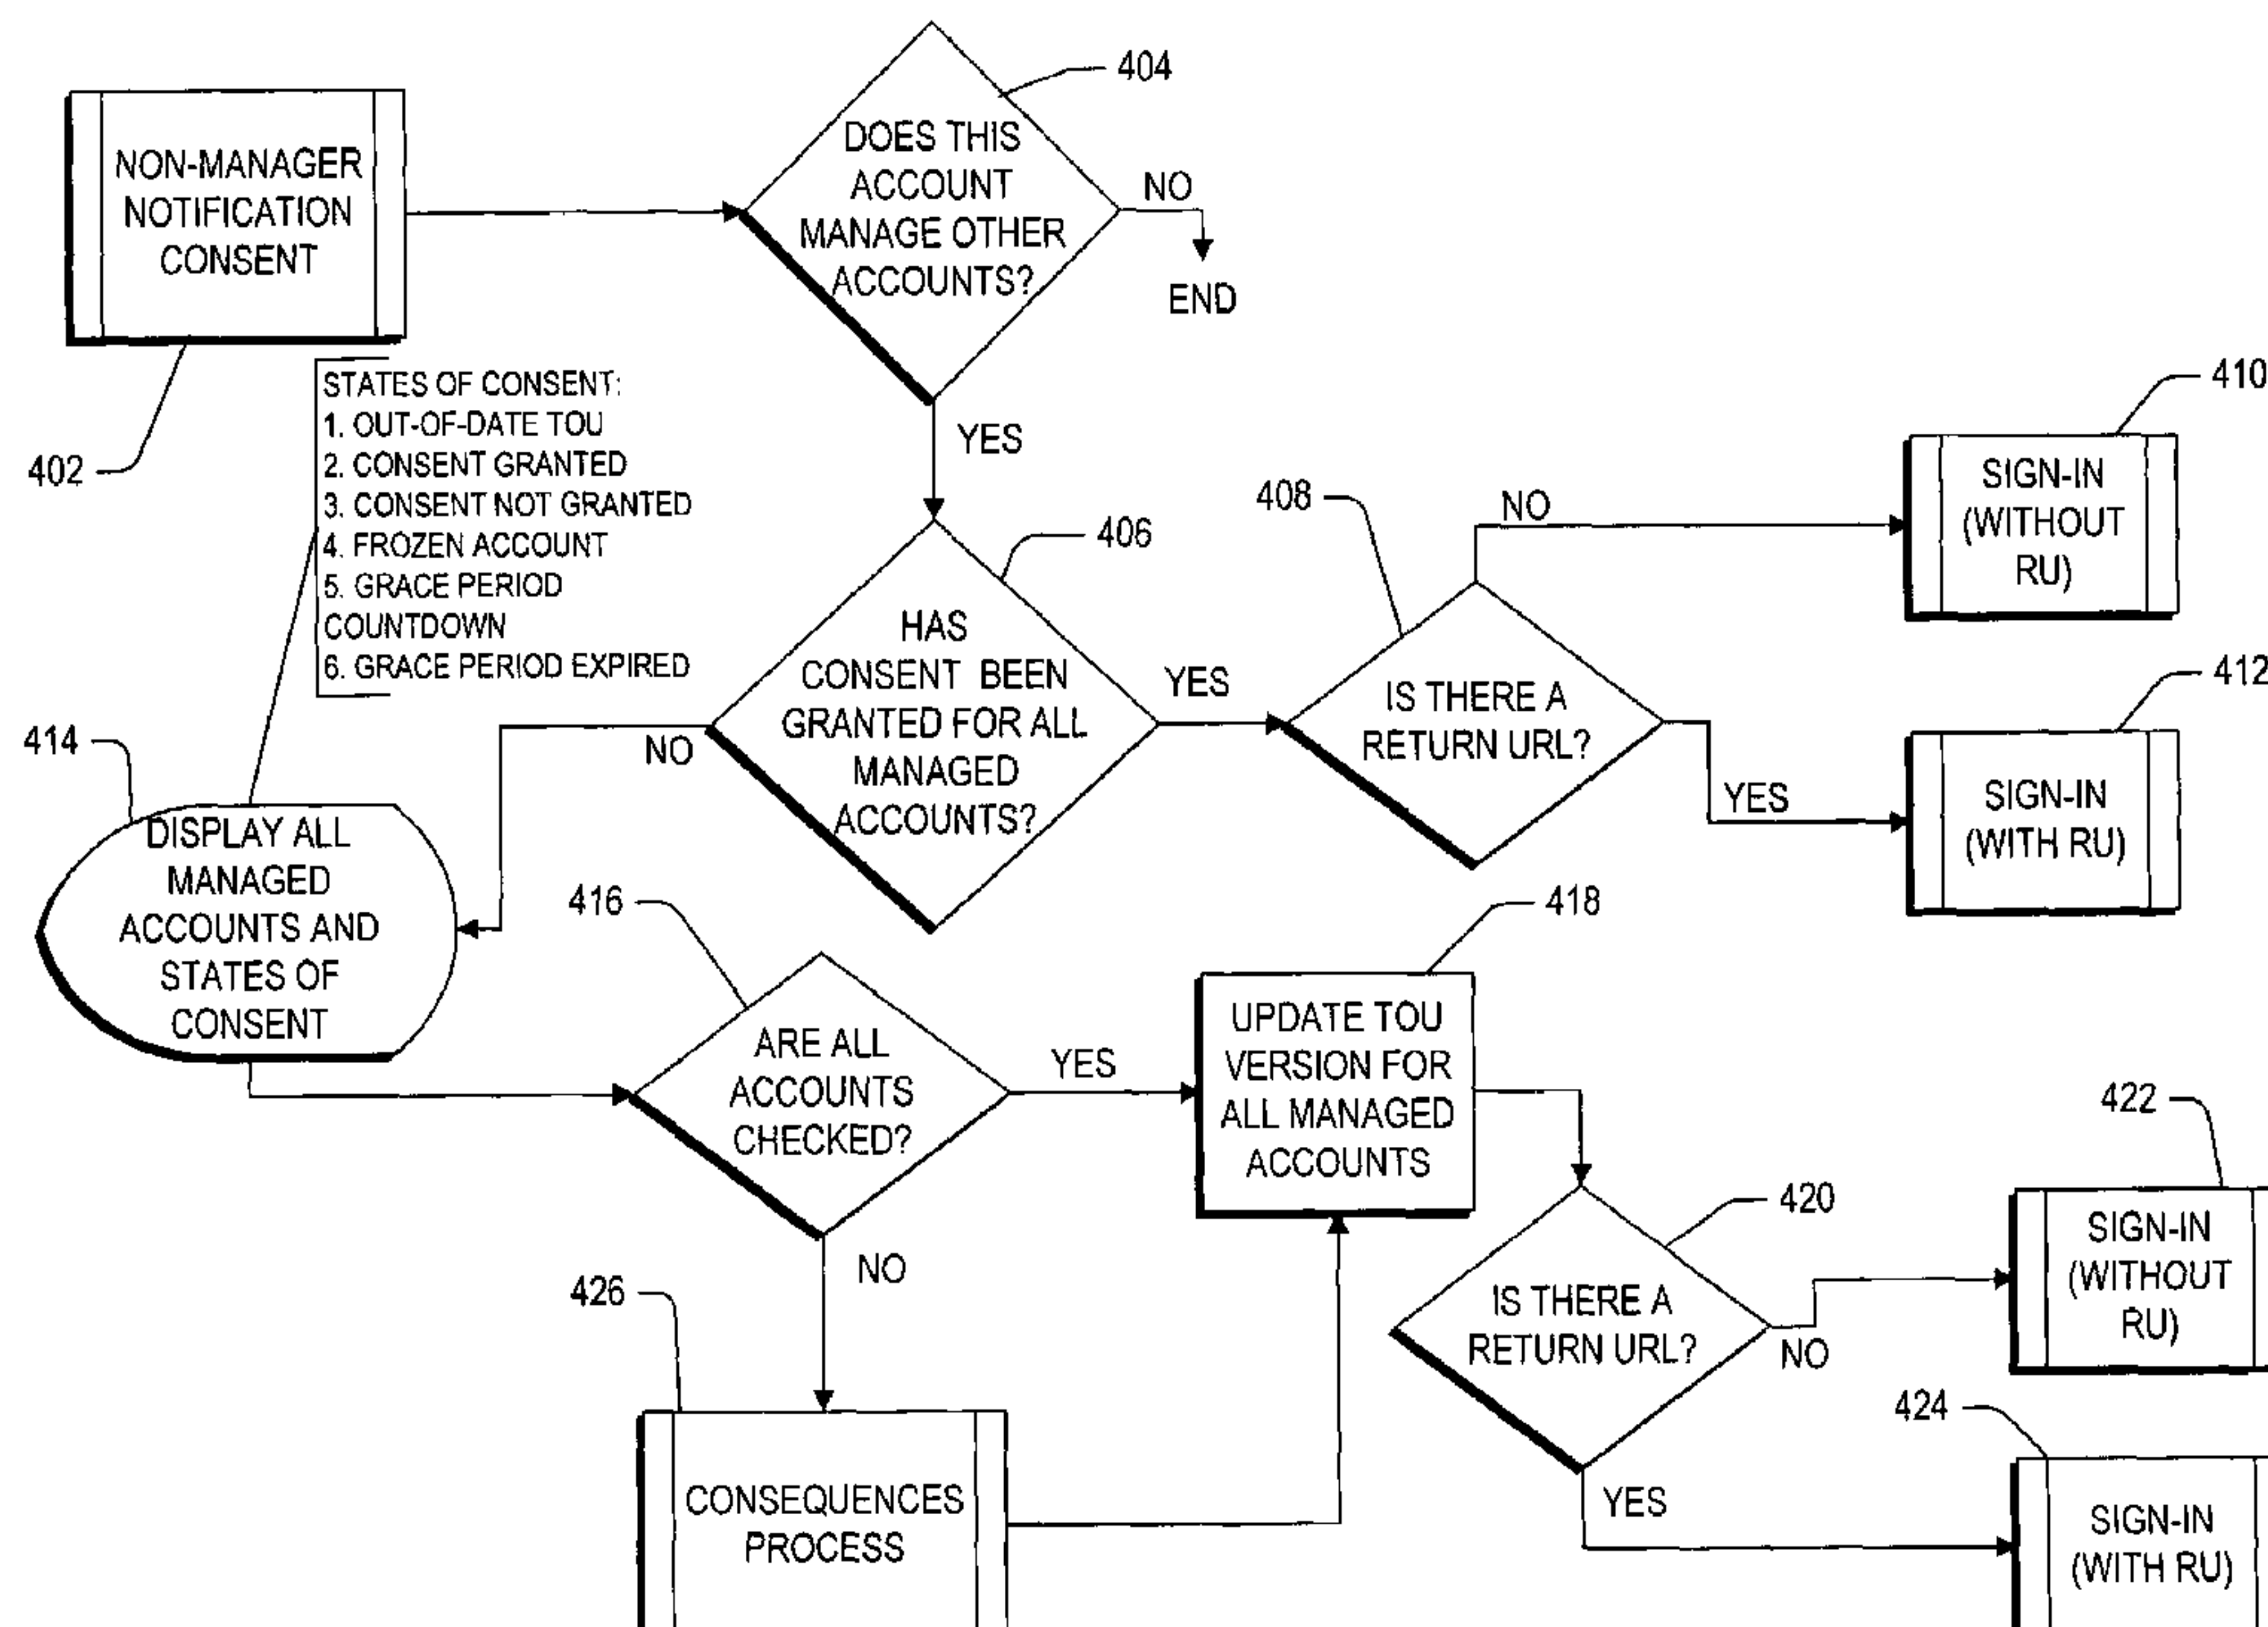 404
NON-MANAGER
NOTIFICATION
CONSENT
402
DOES THIS
ACCOUNT
MANAGE OTHER
ACCOUNTS?
NO
END
YES
STATES OF CONSENT:
1. OUT-OF-DATE TOU
2. CONSENT GRANTED
3. CONSENT NOT GRANTED
4. FROZEN ACCOUNT
5. GRACE PERIOD
COUNTDOWN
6. GRACE PERIOD EXPIRED
406
HAS
CONSENT BEEN
GRANTED FOR ALL
MANAGED
ACCOUNTS?
NO
YES
408
IS THERE A
RETURN URL?
NO
YES
410
SIGN-IN
(WITHOUT
RU)
412
SIGN-IN
(WITH RU)
414
DISPLAY ALL
MANAGED
ACCOUNTS AND
STATES OF
CONSENT
416
ARE ALL
ACCOUNTS
CHECKED?
YES
NO
418
UPDATE TOU
VERSION FOR
ALL MANAGED
ACCOUNTS
420
IS THERE A
RETURN URL?
NO
YES
422
SIGN-IN
(WITHOUT
RU)
424
SIGN-IN
(WITH RU)
426
CONSEQUENCES
PROCESS